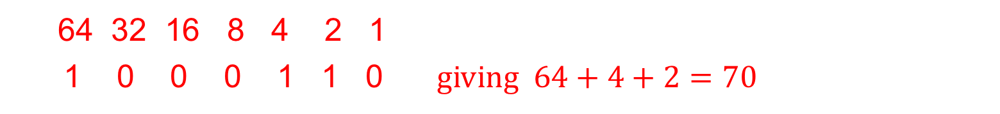 64 32 16 8 4 2 1
1 0 0 0 1 1 0 giving 64 + 4 + 2 = 70